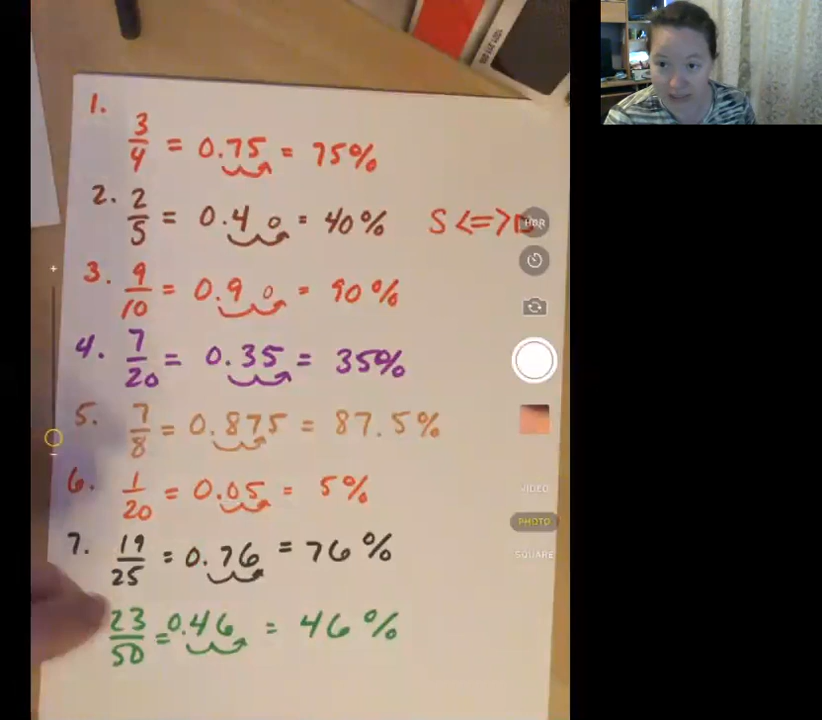 1. 3/4 = 0.75 = 75%
2. 2/5 = 0.40 = 40% S <=> D
HDR
3. 9/10 = 0.90 = 90%
4. 7/20 = 0.35 = 35%
5. 7/8 = 0.875 = 87.5%
6. 1/20 = 0.05 = 5%
VIDEO
PHOTO
7. 19/25 = 0.76 = 76%
SQUARE
23/50 = 0.46 = 46%